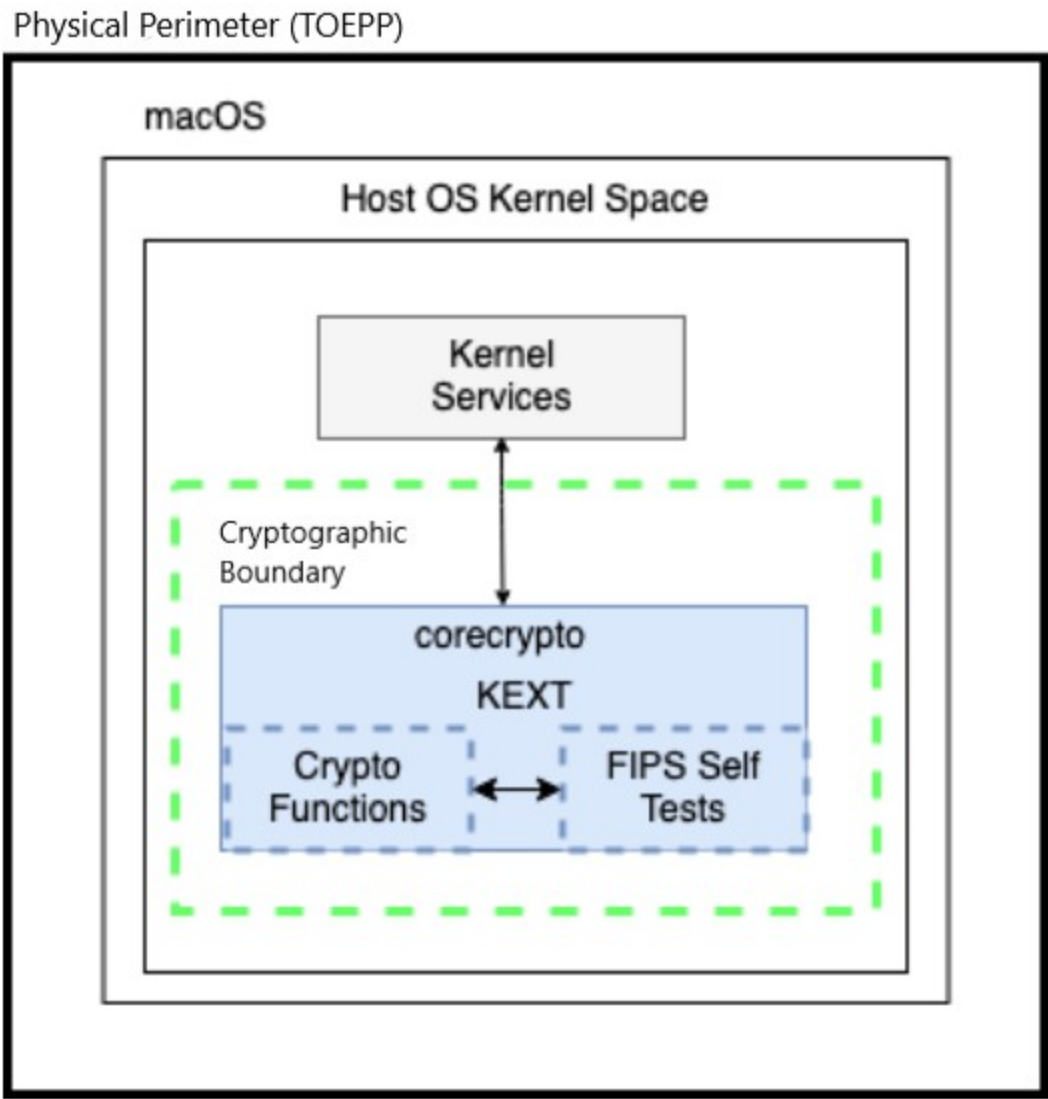 Physical Perimeter (TOEPP)
macOS
Host OS Kernel Space
Kernel
Services
Cryptographic
Boundary
corecrypto
KEXT
Crypto
Functions
FIPS Self
Tests